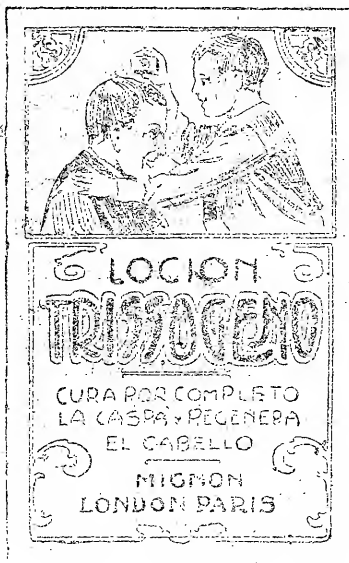 LOCION
TRISSOGENO
CURA POR COMPLETO
LA CASPA Y REGENERA
EL CABELLO
MIGNON
LONDON PARIS